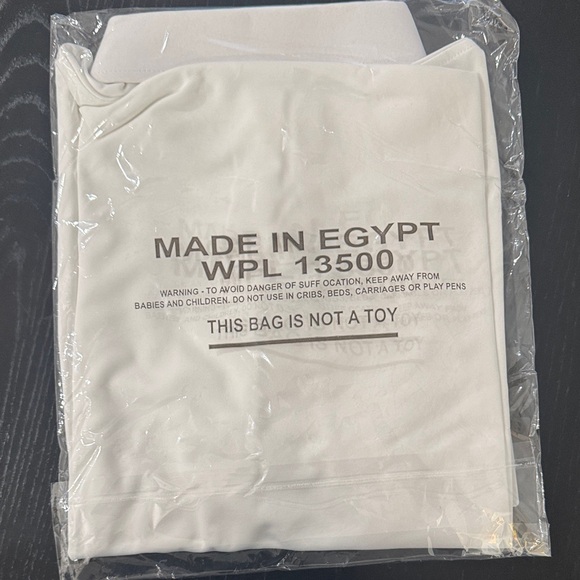 MADE IN EGYPT
WPL 13500
WARNING - TO AVOID DANGER OF SUFF OCATION, KEEP AWAY FROM
BABIES AND CHILDREN. DO NOT USE IN CRIBS, BEDS, CARRIAGES OR PLAY PENS
THIS BAG IS NOT A TOY